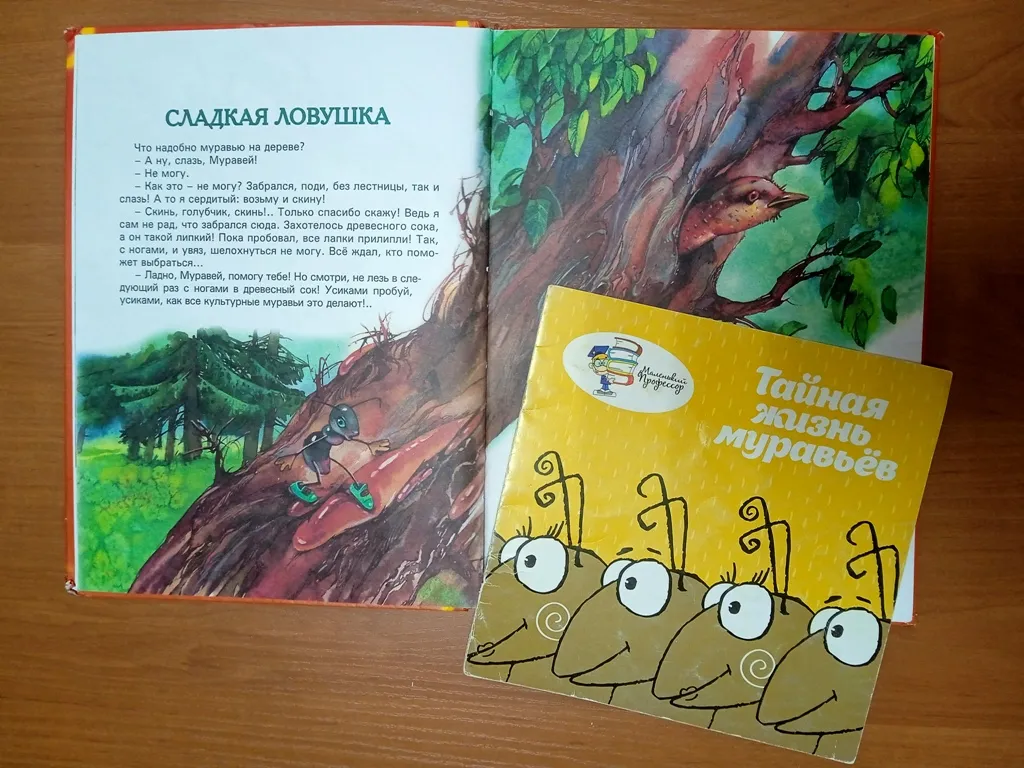 СЛАДКАЯ ЛОВУШКА
Что надобно муравью на дереве?
– А ну, слазь, Муравей!
– Не могу.
– Как это – не могу? Забрался, поди, без лестницы, так и
слазь! А то я сердитый: возьму и скину!
– Скинь, голубчик, скинь!.. Только спасибо скажу! Ведь я
сам не рад, что забрался сюда. Захотелось древесного сока,
а он такой липкий! Пока пробовал, все лапки прилипли! Так,
с ногами, и увяз, шелохнуться не могу. Всё ждал, кто помо-
жет выбраться...
– Ладно, Муравей, помогу тебе! Но смотри, не лезь в сле-
дующий раз с ногами в древесный сок! Усиками пробуй,
усиками, как все культурные муравьи это делают!..
Маленький
Профессор
Тайная
жизнь
муравьёв